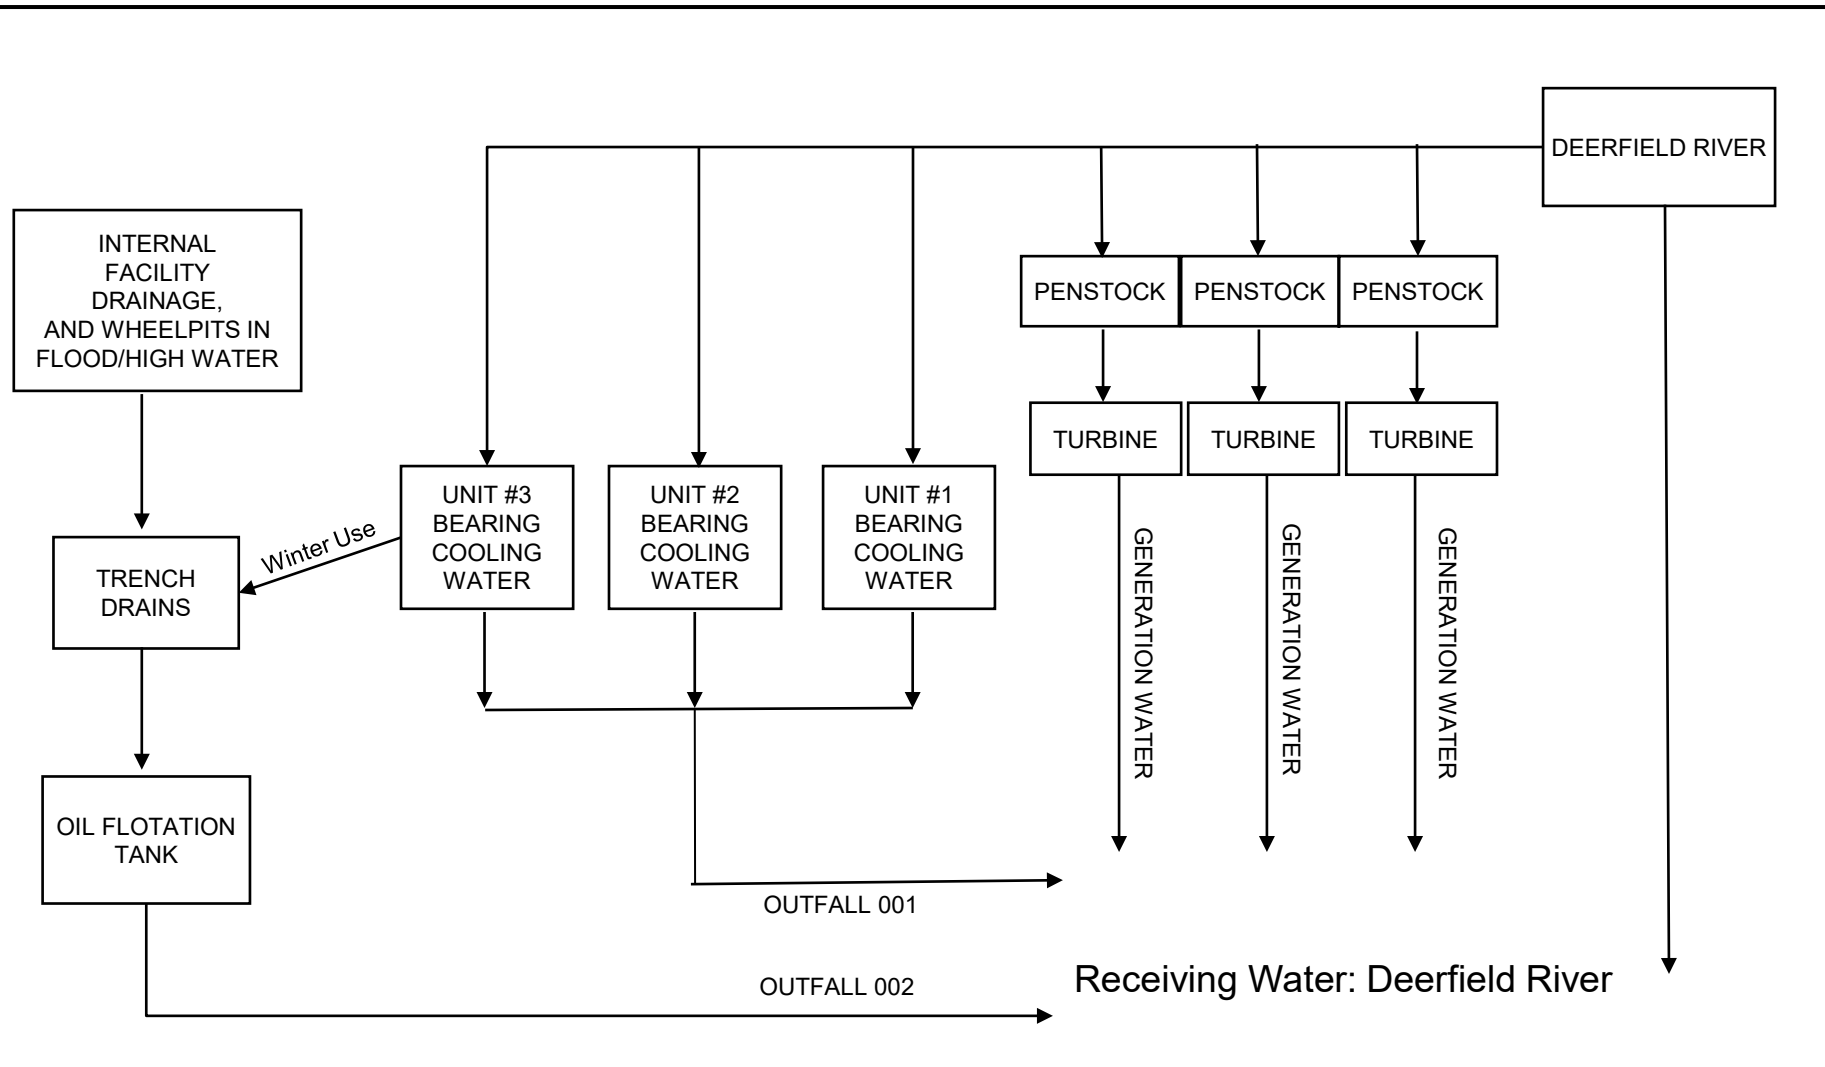 DEERFIELD RIVER
INTERNAL
FACILITY
DRAINAGE,
AND WHEELPITS IN
FLOOD/HIGH WATER
PENSTOCK
PENSTOCK
PENSTOCK
TURBINE
TURBINE
TURBINE
UNIT #3
BEARING
COOLING
WATER
UNIT #2
BEARING
COOLING
WATER
UNIT #1
BEARING
COOLING
WATER
Winter Use
TRENCH
DRAINS
GENERATION WATER
GENERATION WATER
GENERATION WATER
OIL FLOTATION
TANK
OUTFALL 001
OUTFALL 002
Receiving Water: Deerfield River